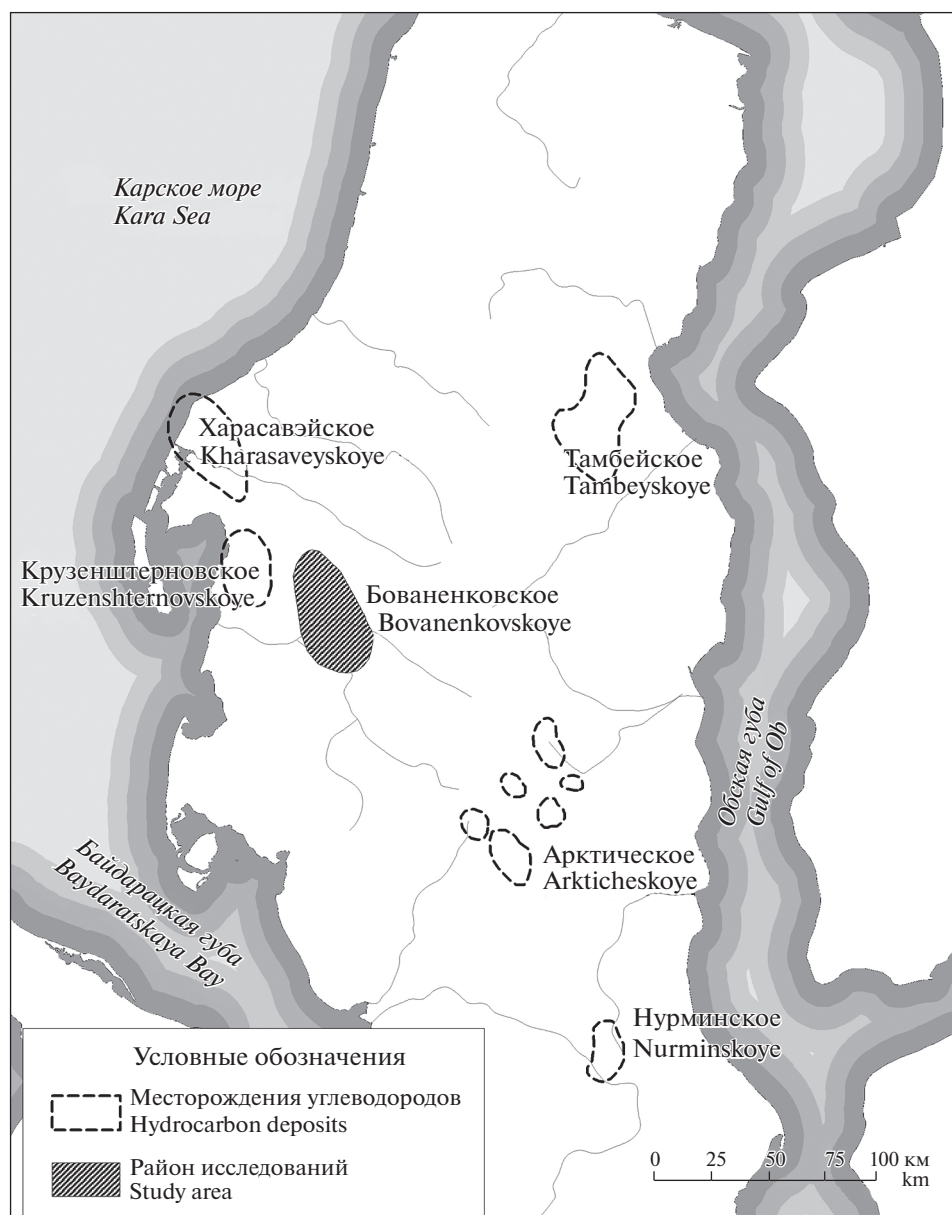 Карское море
Kara Sea
Харасавэйское
Kharasaveyskoye
Тамбейское
Tambeyskoye
Крузенштерновское
Kruzenshternovskoye
Бованенковское
Bovanenkovskoye
Обская губа
Gulf of Ob
Арктическое
Arkticheskoye
Байдарацкая губа
Baydaratskaya Bay
Нурминское
Nurminskoye
Условные обозначения
Месторождения углеводородов
Hydrocarbon deposits
Район исследований
Study area
0 25 50 75 100 км
km